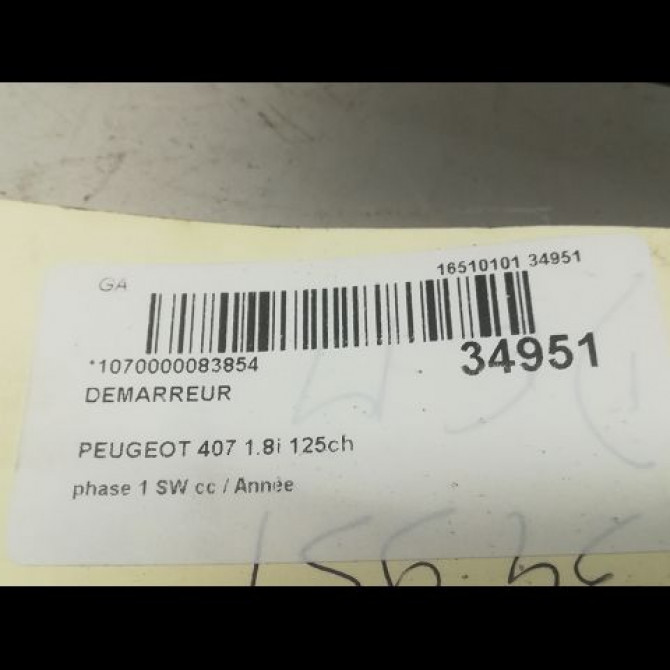 GA
16510101 34951
*1070000083854
34951
DEMARREUR
PEUGEOT 407 1.8i 125ch
phase 1 SW cc / Année